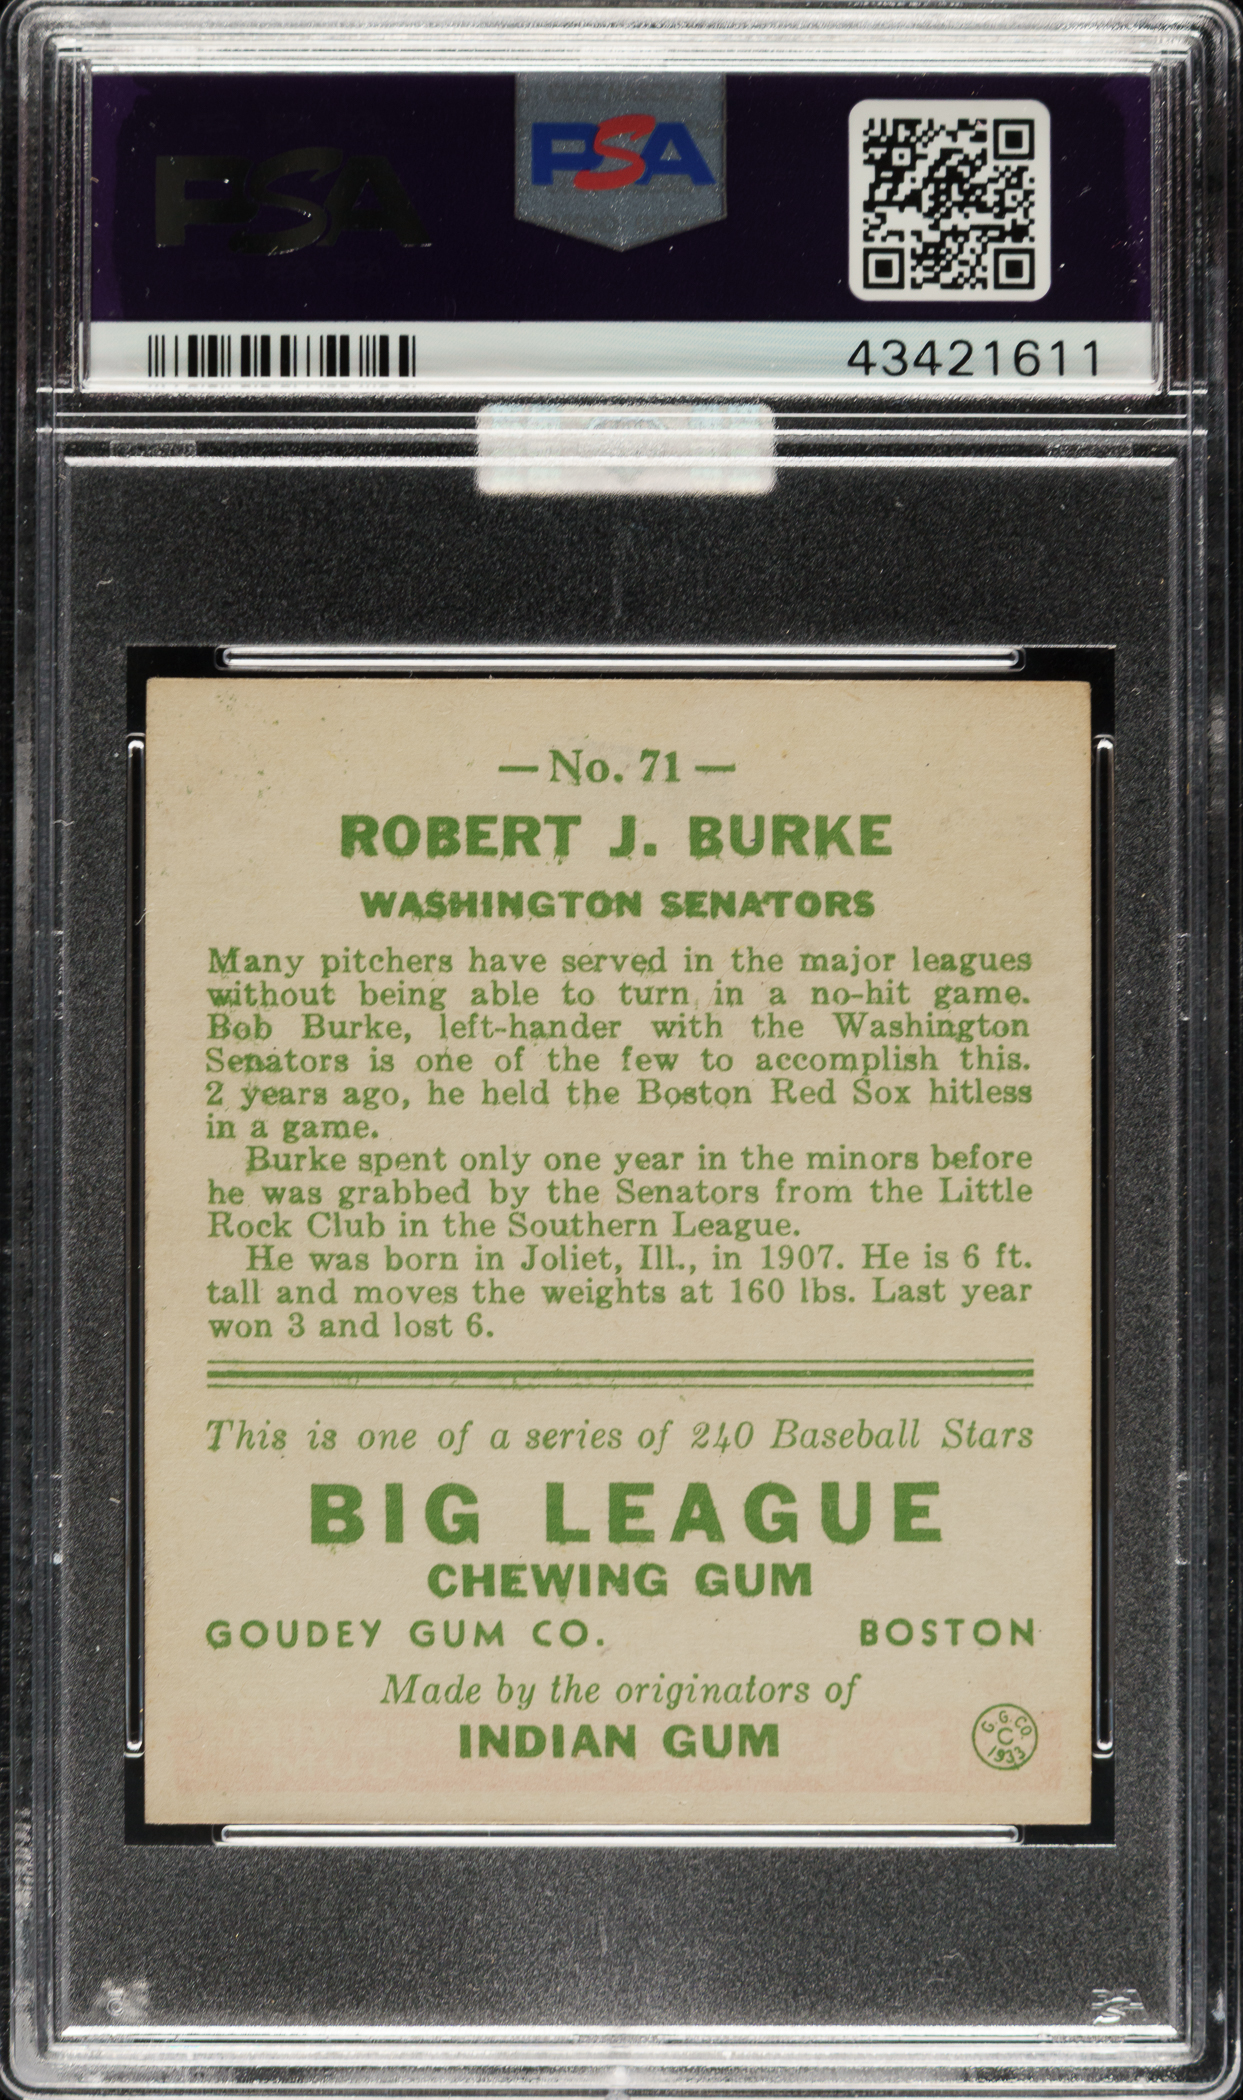 PSA
PSA
43421611
— No. 71 —
ROBERT J. BURKE
WASHINGTON SENATORS
Many pitchers have served in the major leagues
without being able to turn in a no-hit game.
Bob Burke, left-hander with the Washington
Senators is one of the few to accomplish this.
2 years ago, he held the Boston Red Sox hitless
in a game.
Burke spent only one year in the minors before
he was grabbed by the Senators from the Little
Rock Club in the Southern League.
He was born in Joliet, Ill., in 1907. He is 6 ft.
tall and moves the weights at 160 lbs. Last year
won 3 and lost 6.
This is one of a series of 240 Baseball Stars
BIG LEAGUE
CHEWING GUM
GOUDEY GUM CO. BOSTON
Made by the originators of
INDIAN GUM
G. G. CO.
C
1933